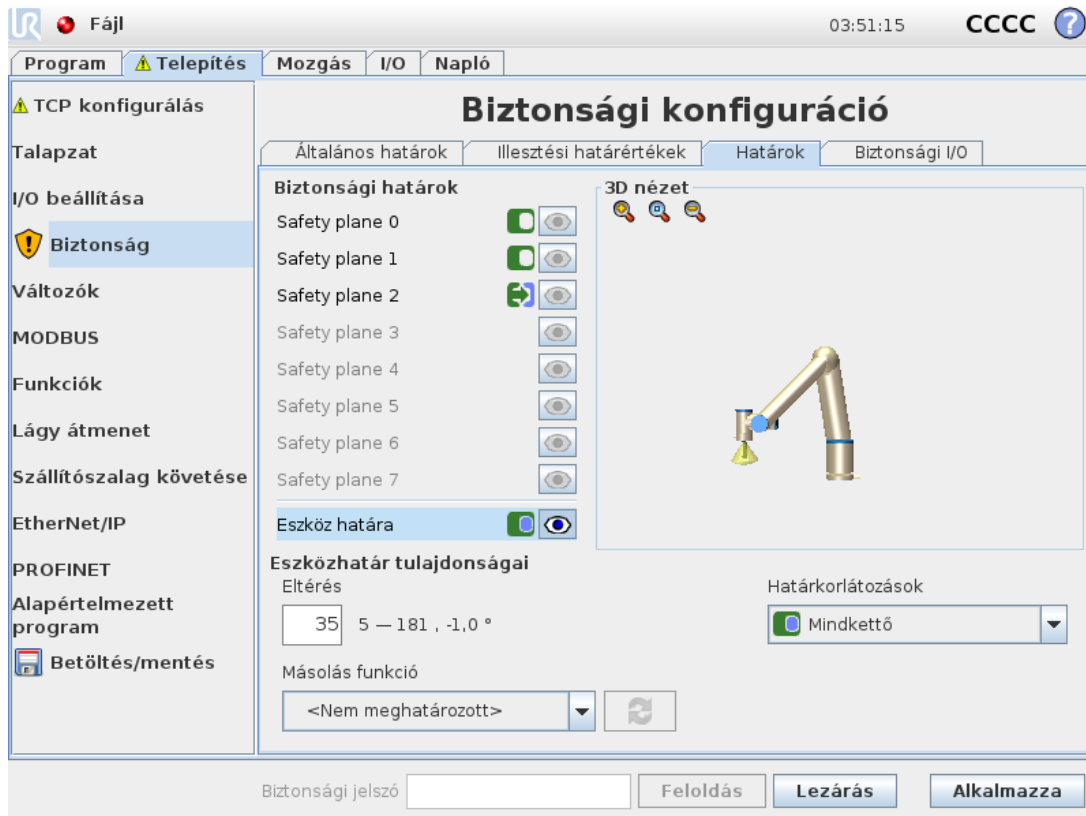 Fájl
03:51:15
CCCC
?
Program
Telepítés
Mozgás
I/O
Napló
TCP konfigurálás
Talapzat
I/O beállítása
Biztonság
Változók
MODBUS
Funkciók
Lágy átmenet
Szállítószalag követése
EtherNet/IP
PROFINET
Alapértelmezett
program
Betöltés/mentés
Biztonsági konfiguráció
Általános határok
Illesztési határértékek
Határok
Biztonsági I/O
Biztonsági határok
Safety plane 0
Safety plane 1
Safety plane 2
Safety plane 3
Safety plane 4
Safety plane 5
Safety plane 6
Safety plane 7
Eszköz határa
3D nézet
Eszközhatár tulajdonságai
Eltérés
35 5 — 181 , -1,0 °
Határkorlátozások
Mindkettő
Másolás funkció
<Nem meghatározott>
Biztonsági jelszó
Feloldás
Lezárás
Alkalmazza